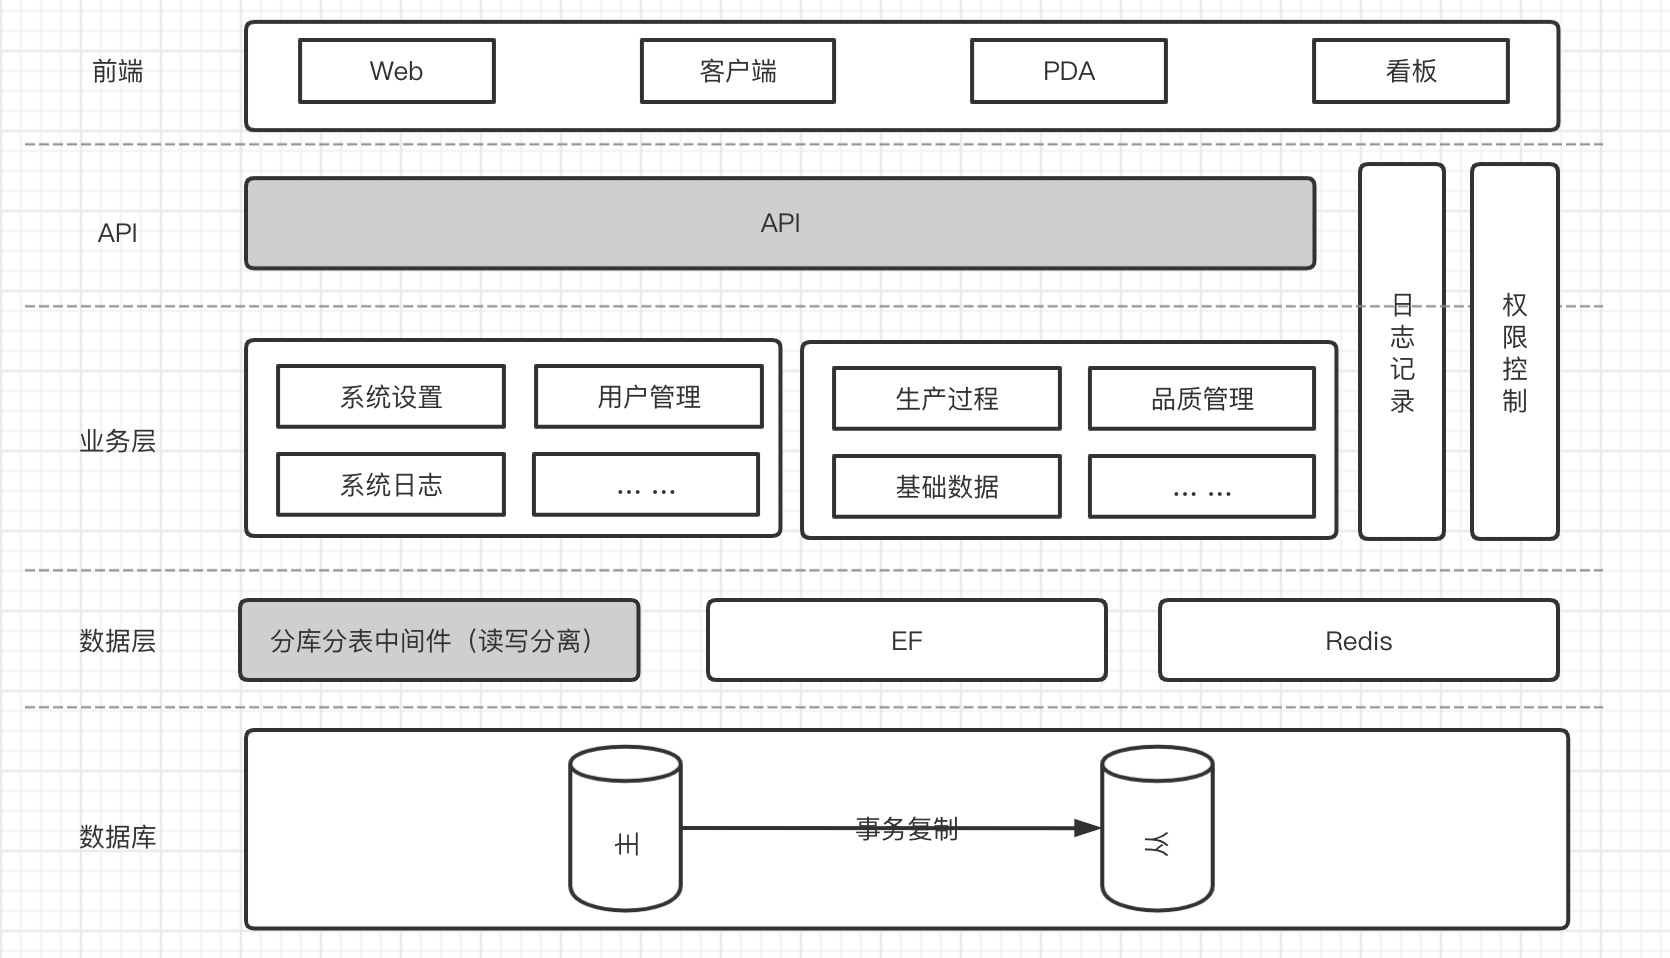 前端
Web
客户端
PDA
看板
API
API
日志记录
权限控制
业务层
系统设置
用户管理
系统日志
... ...
生产过程
品质管理
基础数据
... ...
数据层
分库分表中间件（读写分离）
EF
Redis
数据库
主
事务复制
从